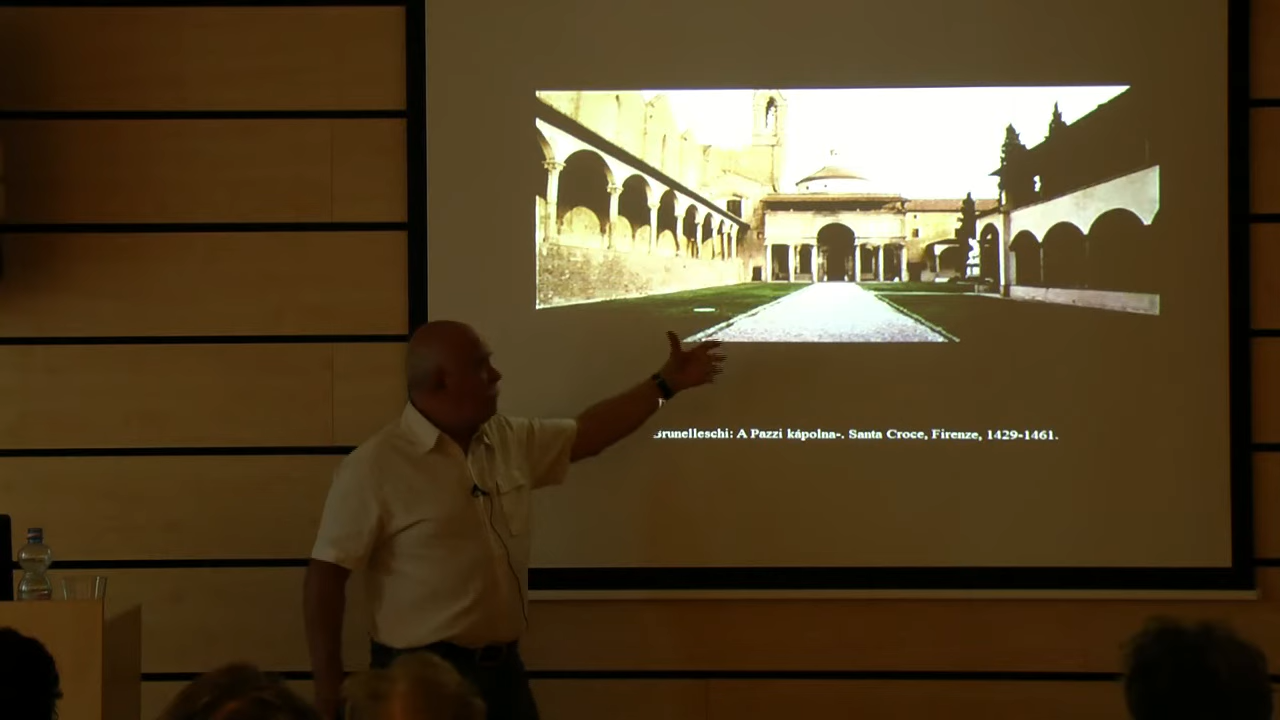 Brunelleschi: A Pazzi kápolna-. Santa Croce, Firenze, 1429-1461.